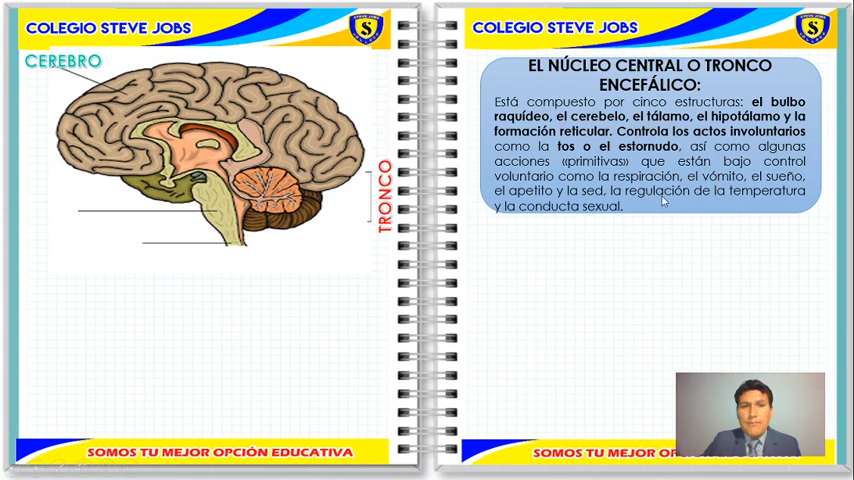 COLEGIO STEVE JOBS
CEREBRO
TRONCO
SOMOS TU MEJOR OPCIÓN EDUCATIVA
COLEGIO STEVE JOBS
EL NÚCLEO CENTRAL O TRONCO
ENCEFÁLICO:
Está compuesto por cinco estructuras: el bulbo
raquídeo, el cerebelo, el tálamo, el hipotálamo y la
formación reticular. Controla los actos involuntarios
como la tos o el estornudo, así como algunas
acciones «primitivas» que están bajo control
voluntario como la respiración, el vómito, el sueño,
el apetito y la sed, la regulación de la temperatura
y la conducta sexual.
SOMOS TU MEJOR